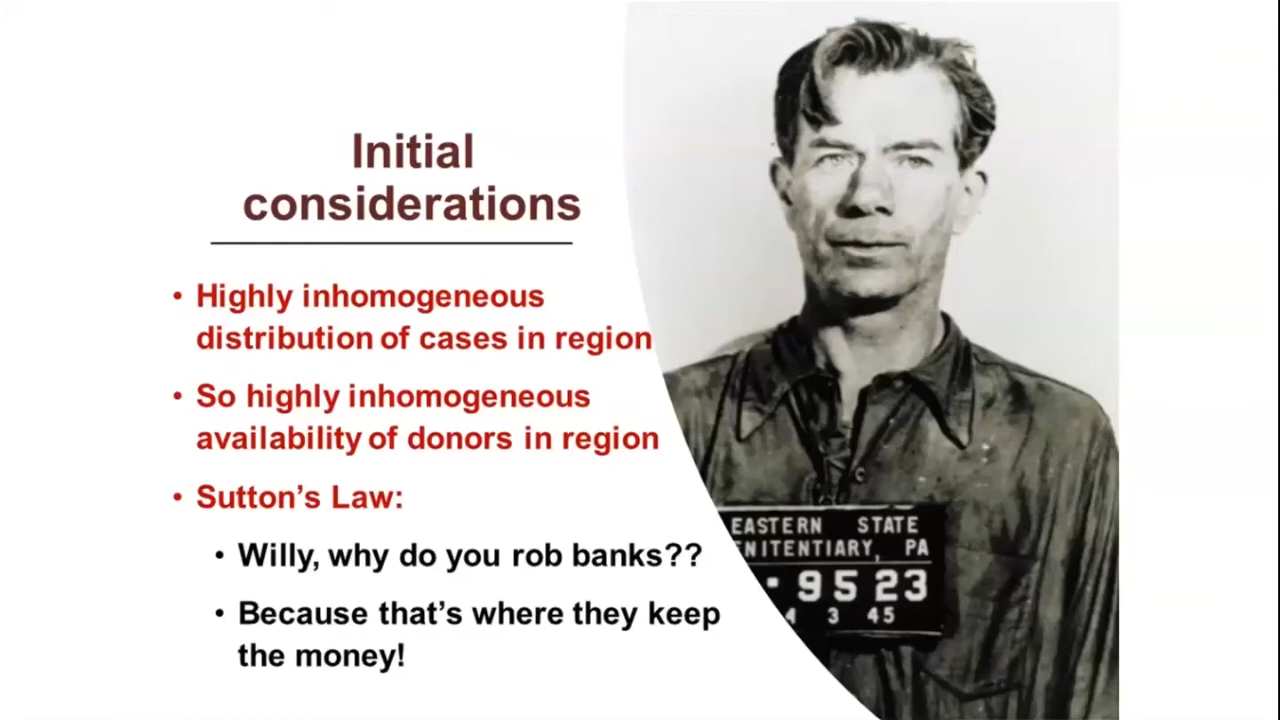 Initial
considerations
• Highly inhomogeneous
distribution of cases in region
• So highly inhomogeneous
availability of donors in region
• Sutton's Law:
• Willy, why do you rob banks??
• Because that's where they keep
the money!
EASTERN STATE
NITENTIARY, PA
-9523
4 3 45